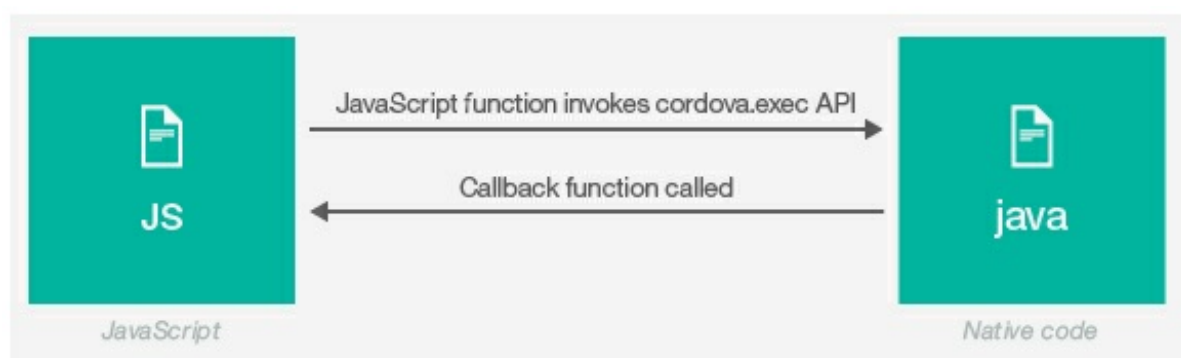 JavaScript function invokes cordova.exec API
Callback function called
JS
java
JavaScript
Native code